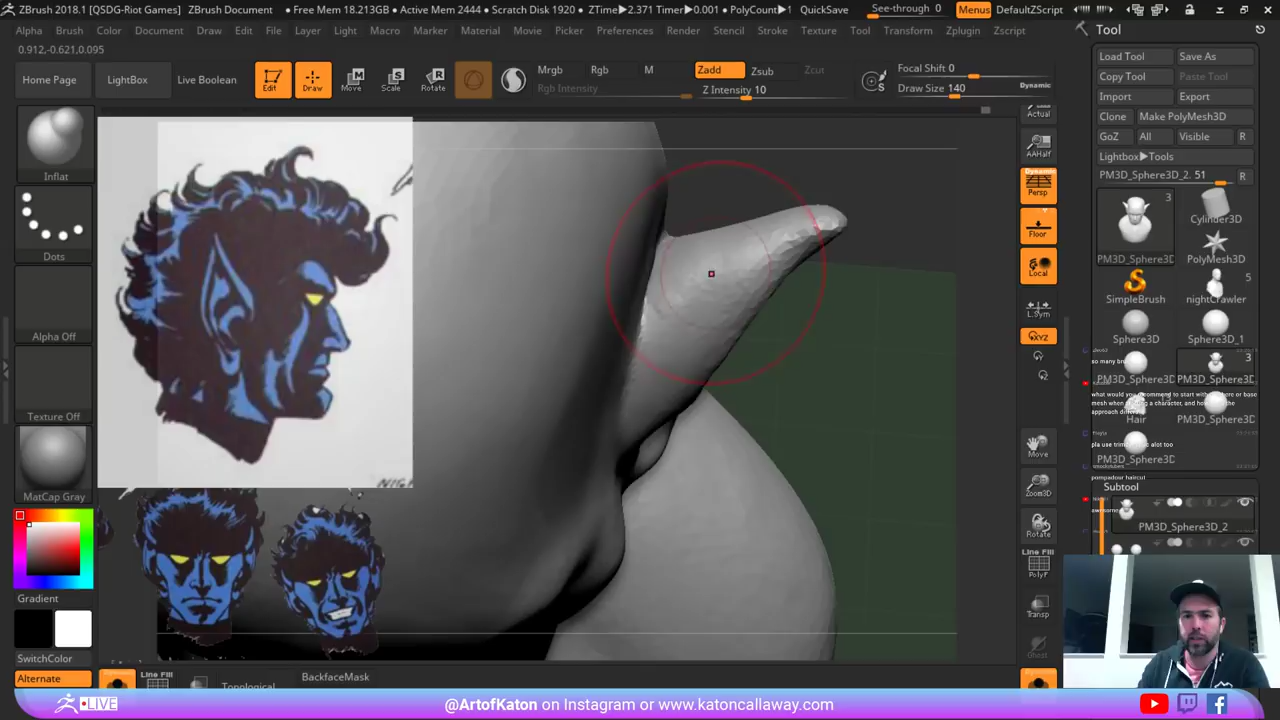 ZBrush 2018.1 [QSDG-Riot Games] ZBrush Document • Free Mem 18.213GB • Active Mem 2444 • Scratch Disk 1920 • ZTime▶2.371 Timer▶0.001 • PolyCount▶1 QuickSave See-through 0 Menus DefaultZScript
Alpha Brush Color Document Draw Edit File Layer Light Macro Marker Material Movie Picker Preferences Render Stencil Stroke Texture Tool Transform Zplugin Zscript
0.912,-0.621,0.095
Home Page LightBox Live Boolean
Edit Draw Move Scale Rotate
Mrgb Rgb M
Rgb Intensity
Zadd Zsub Zcut
Z Intensity 10
Focal Shift 0
Draw Size 140 Dynamic
Inflat
Dots
Alpha Off
Texture Off
MatCap Gray
Gradient
SwitchColor
Alternate
Line Fill
Topological
BackfaceMask
Actual
AAHalf
Dynamic
Persp
Floor
Local
L.Sym
XYZ
Move
Zoom3D
Rotate
Line Fill
PolyF
Transp
Ghost
Tool
Load Tool Save As
Copy Tool Paste Tool
Import Export
Clone Make PolyMesh3D
GoZ All Visible R
Lightbox▶Tools
PM3D_Sphere3D_2. 51 R
3
PM3D_Sphere3D
Cylinder3D
PolyMesh3D
SimpleBrush
5
nightCrawler
Sphere3D Sphere3D_1
3
PM3D_Sphere3D PM3D_Sphere3D
Hair PM3D_Sphere3D
PM3D_Sphere3D
pompadour haircut
Subtool
PM3D_Sphere3D_2
LIVE
@ArtofKaton on Instagram or www.katoncallaway.com